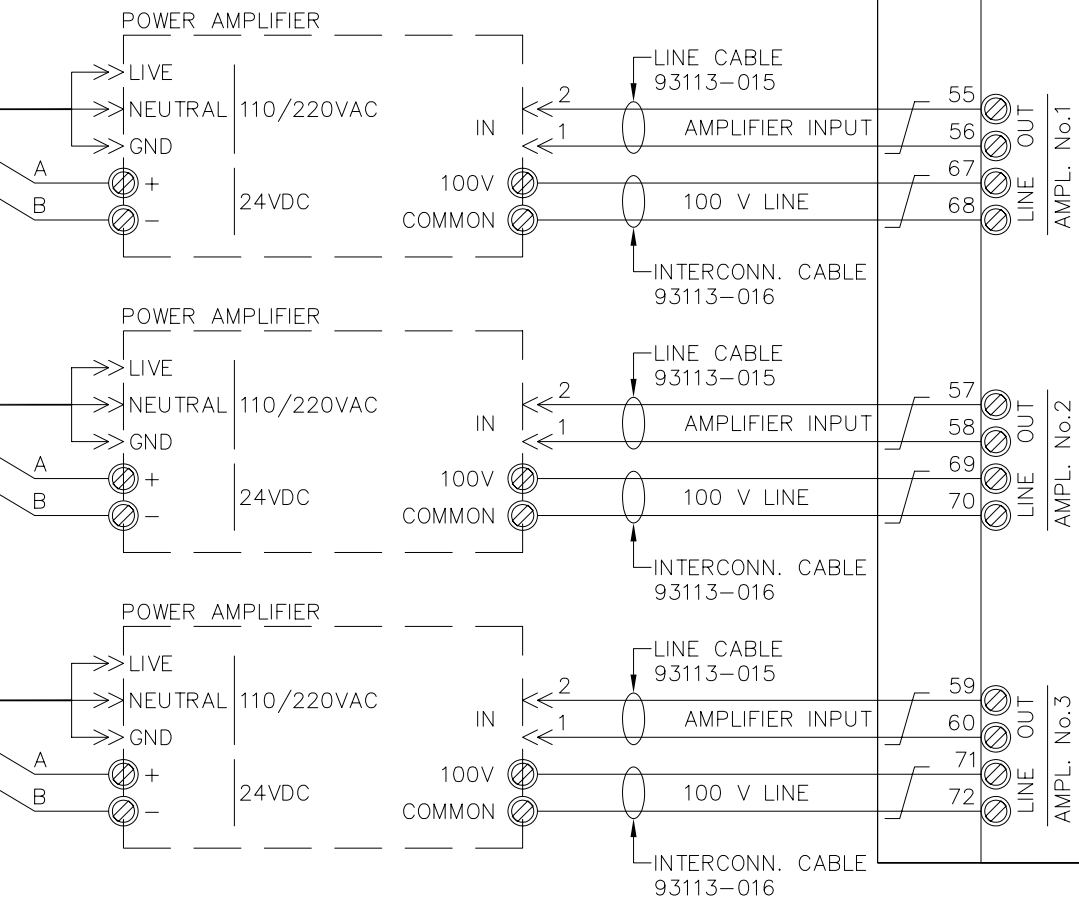 POWER AMPLIFIER
LIVE
NEUTRAL 110/220VAC
GND
A
B
+
−
24VDC
IN
2
1
100V
COMMON
LINE CABLE
93113-015
AMPLIFIER INPUT
100 V LINE
INTERCONN. CABLE
93113-016
55
56
67
68
OUT
LINE
AMPL. No.1
POWER AMPLIFIER
LIVE
NEUTRAL 110/220VAC
GND
A
B
+
−
24VDC
IN
2
1
100V
COMMON
LINE CABLE
93113-015
AMPLIFIER INPUT
100 V LINE
INTERCONN. CABLE
93113-016
57
58
69
70
OUT
LINE
AMPL. No.2
POWER AMPLIFIER
LIVE
NEUTRAL 110/220VAC
GND
A
B
+
−
24VDC
IN
2
1
100V
COMMON
LINE CABLE
93113-015
AMPLIFIER INPUT
100 V LINE
INTERCONN. CABLE
93113-016
59
60
71
72
OUT
LINE
AMPL. No.3